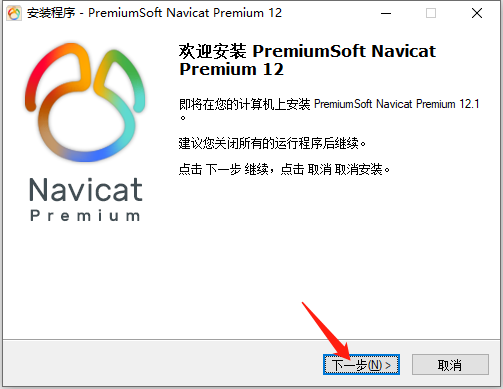 安装程序 - PremiumSoft Navicat Premium 12
欢迎安装 PremiumSoft Navicat
Premium 12
即将在您的计算机上安装 PremiumSoft Navicat Premium 12.1
。
建议您关闭所有的运行程序后继续。
点击 下一步 继续，点击 取消 取消安装。
Navicat
Premium
下一步(N) >
取消